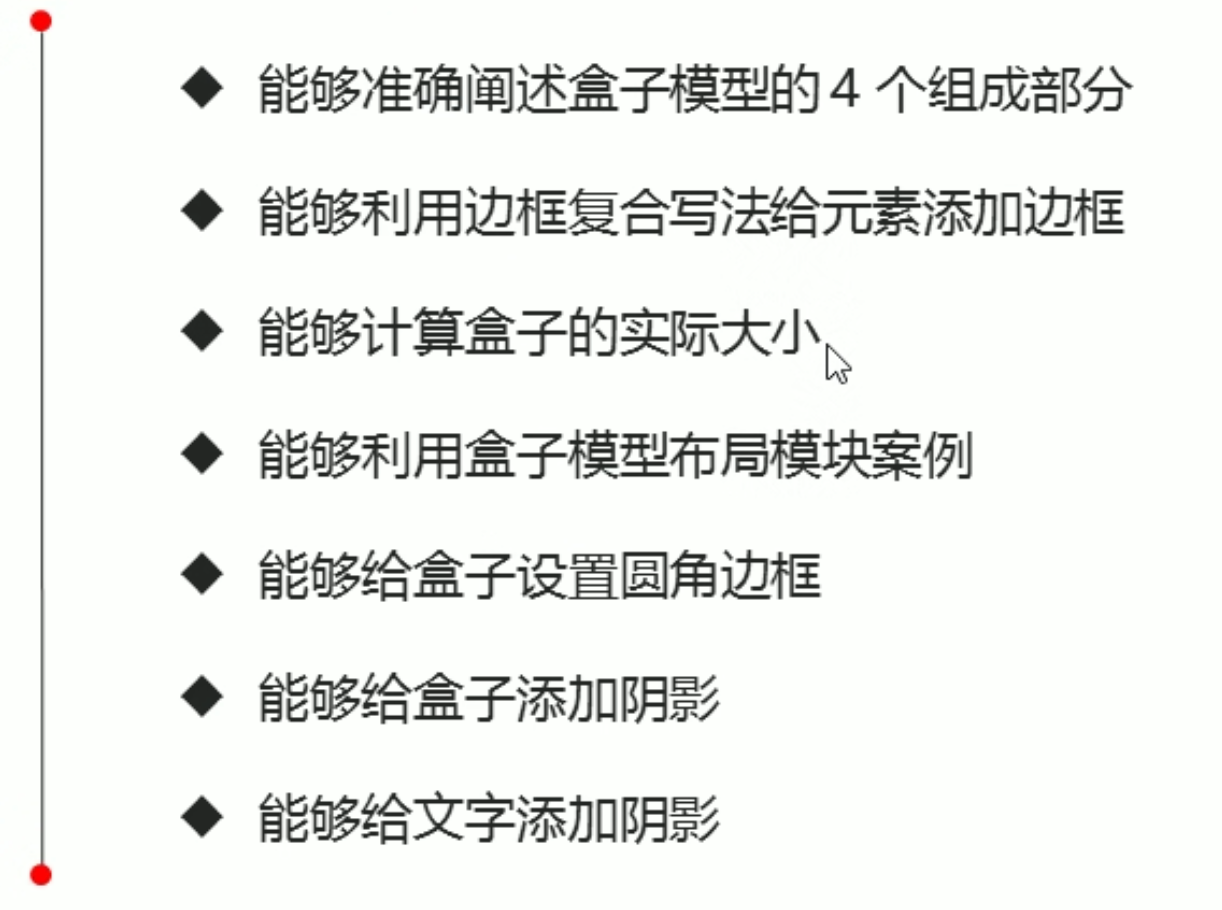 ◆ 能够准确阐述盒子模型的 4 个组成部分
◆ 能够利用边框复合写法给元素添加边框
◆ 能够计算盒子的实际大小
◆ 能够利用盒子模型布局模块案例
◆ 能够给盒子设置圆角边框
◆ 能够给盒子添加阴影
◆ 能够给文字添加阴影